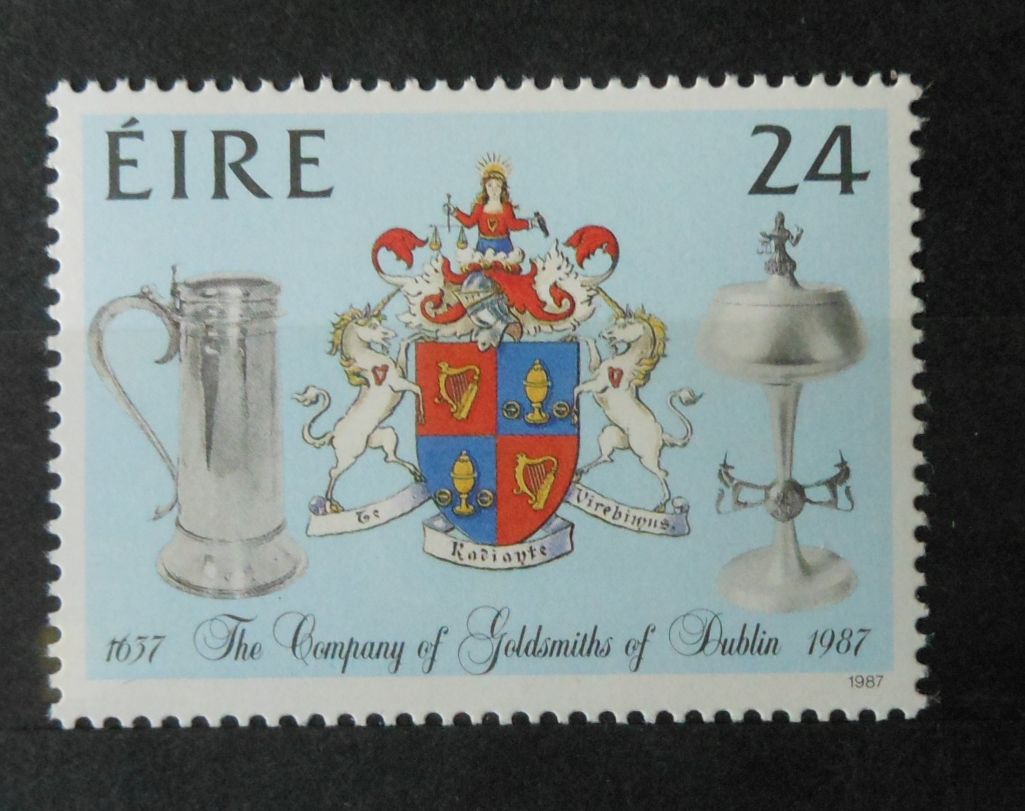 ÉIRE 24
Te Radiante Virebimus.
1637 The Company of Goldsmiths of Dublin 1987
1987